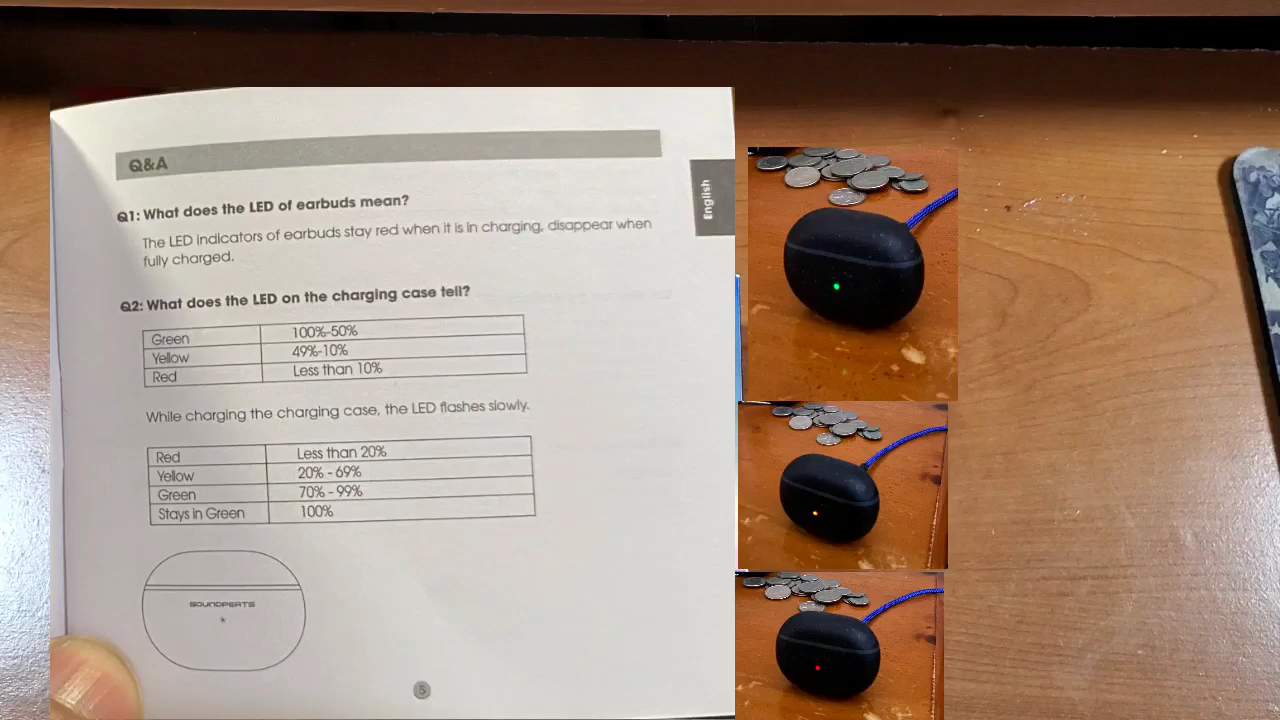 Q&A
English
Q1: What does the LED of earbuds mean?
The LED indicators of earbuds stay red when it is in charging, disappear when
fully charged.
Q2: What does the LED on the charging case tell?
Green 100%-50%
Yellow 49%-10%
Red Less than 10%
While charging the charging case, the LED flashes slowly.
Red Less than 20%
Yellow 20% - 69%
Green 70% - 99%
Stays in Green 100%
SOUNDPEATS
5